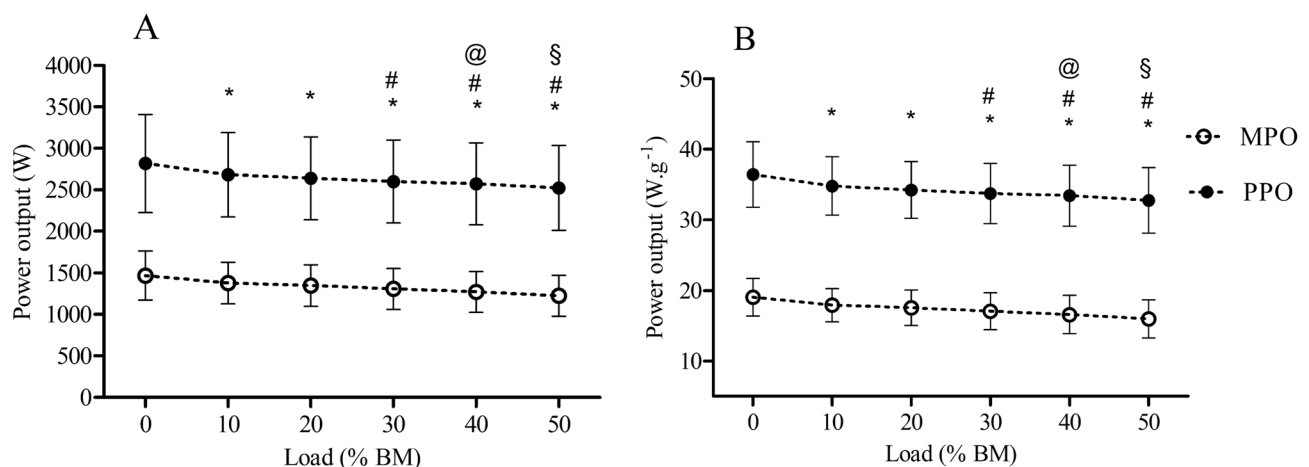 A
Power output (W)
4000
3500
3000
2500
2000
1500
1000
500
0
@ §
# # #
* * * * *
0 10 20 30 40 50
Load (% BM)
B
Power output (W.g-1)
50
40
30
20
10
@ §
# # #
* * * * *
0 10 20 30 40 50
Load (% BM)
MPO
PPO